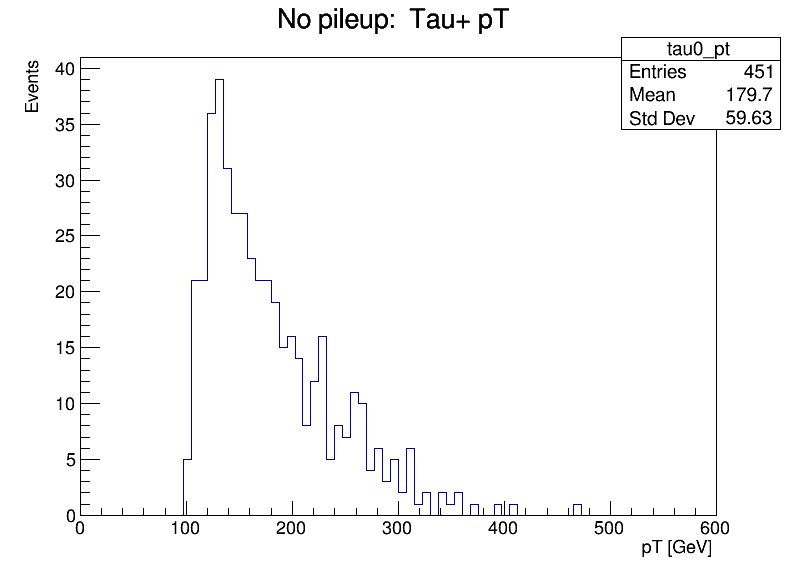 No pileup: Tau+ pT
tau0_pt
Entries 451
Mean 179.7
Std Dev 59.63
Events
40
35
30
25
20
15
10
5
0
0 100 200 300 400 500 600
pT [GeV]